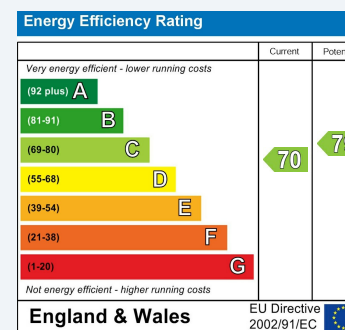 Energy Efficiency Rating
Current
Very energy efficient - lower running costs
(92 plus) A
(81-91) B
(69-80) C
70
(55-68) D
(39-54) E
(21-38) F
(1-20) G
Not energy efficient - higher running costs
England & Wales
EU Directive
2002/91/EC